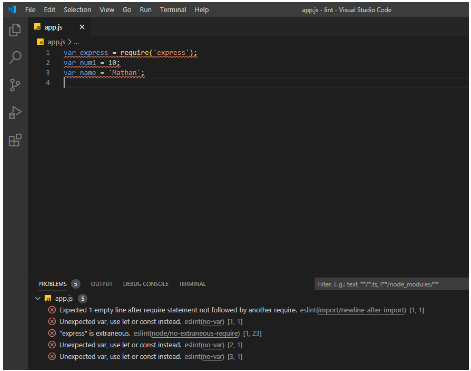 File Edit Selection View Go Run Terminal Help app.js - lint - Visual Studio Code
JS app.js ×
JS app.js > ...
1 var express = require('express');
2 var num1 = 10;
3 var name = 'Mathan';
4
PROBLEMS 5 OUTPUT DEBUG CONSOLE TERMINAL Filter. E.g.: text, **/*.ts, !**/node_modules/**
JS app.js 5
Expected 1 empty line after require statement not followed by another require. eslint(import/newline-after-import) [1, 1]
Unexpected var, use let or const instead. eslint(no-var) [1, 1]
"express" is extraneous. eslint(node/no-extraneous-require) [1, 23]
Unexpected var, use let or const instead. eslint(no-var) [2, 1]
Unexpected var, use let or const instead. eslint(no-var) [3, 1]